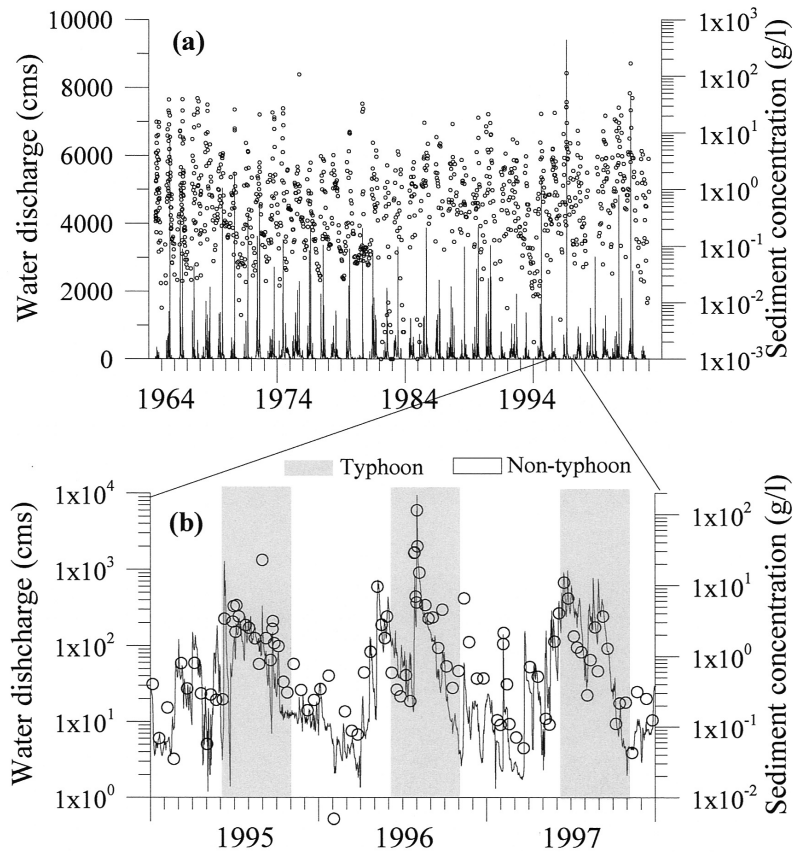 (a)
Water discharge (cms)
10000
8000
6000
4000
2000
0
Sediment concentration (g/l)
1x10³
1x10²
1x10¹
1x10⁰
1x10⁻¹
1x10⁻²
1x10⁻³
1964 1974 1984 1994
Typhoon Non-typhoon
(b)
Water dishcharge (cms)
1x10⁴
1x10³
1x10²
1x10¹
1x10⁰
Sediment concentration (g/l)
1x10²
1x10¹
1x10⁰
1x10⁻¹
1x10⁻²
1995 1996 1997